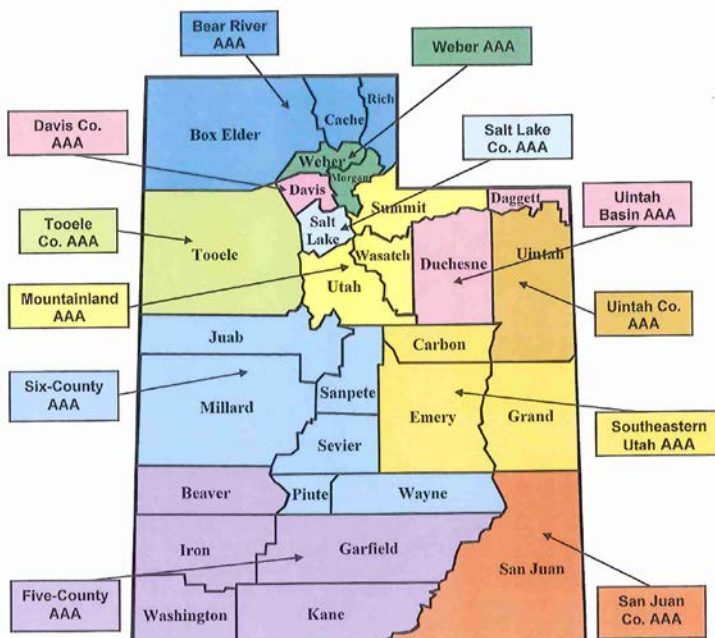 Bear River
AAA
Weber AAA
Rich
Cache
Box Elder
Davis Co.
AAA
Salt Lake
Co. AAA
Weber
Morgan
Davis
Daggett
Summit
Uintah
Basin AAA
Tooele
Co. AAA
Salt
Lake
Tooele
Wasatch
Duchesne
Uintah
Utah
Mountainland
AAA
Uintah Co.
AAA
Juab
Carbon
Six-County
AAA
Sanpete
Millard
Emery
Grand
Southeastern
Utah AAA
Sevier
Beaver
Piute
Wayne
Iron
Garfield
San Juan
Five-County
AAA
San Juan
Co. AAA
Washington
Kane